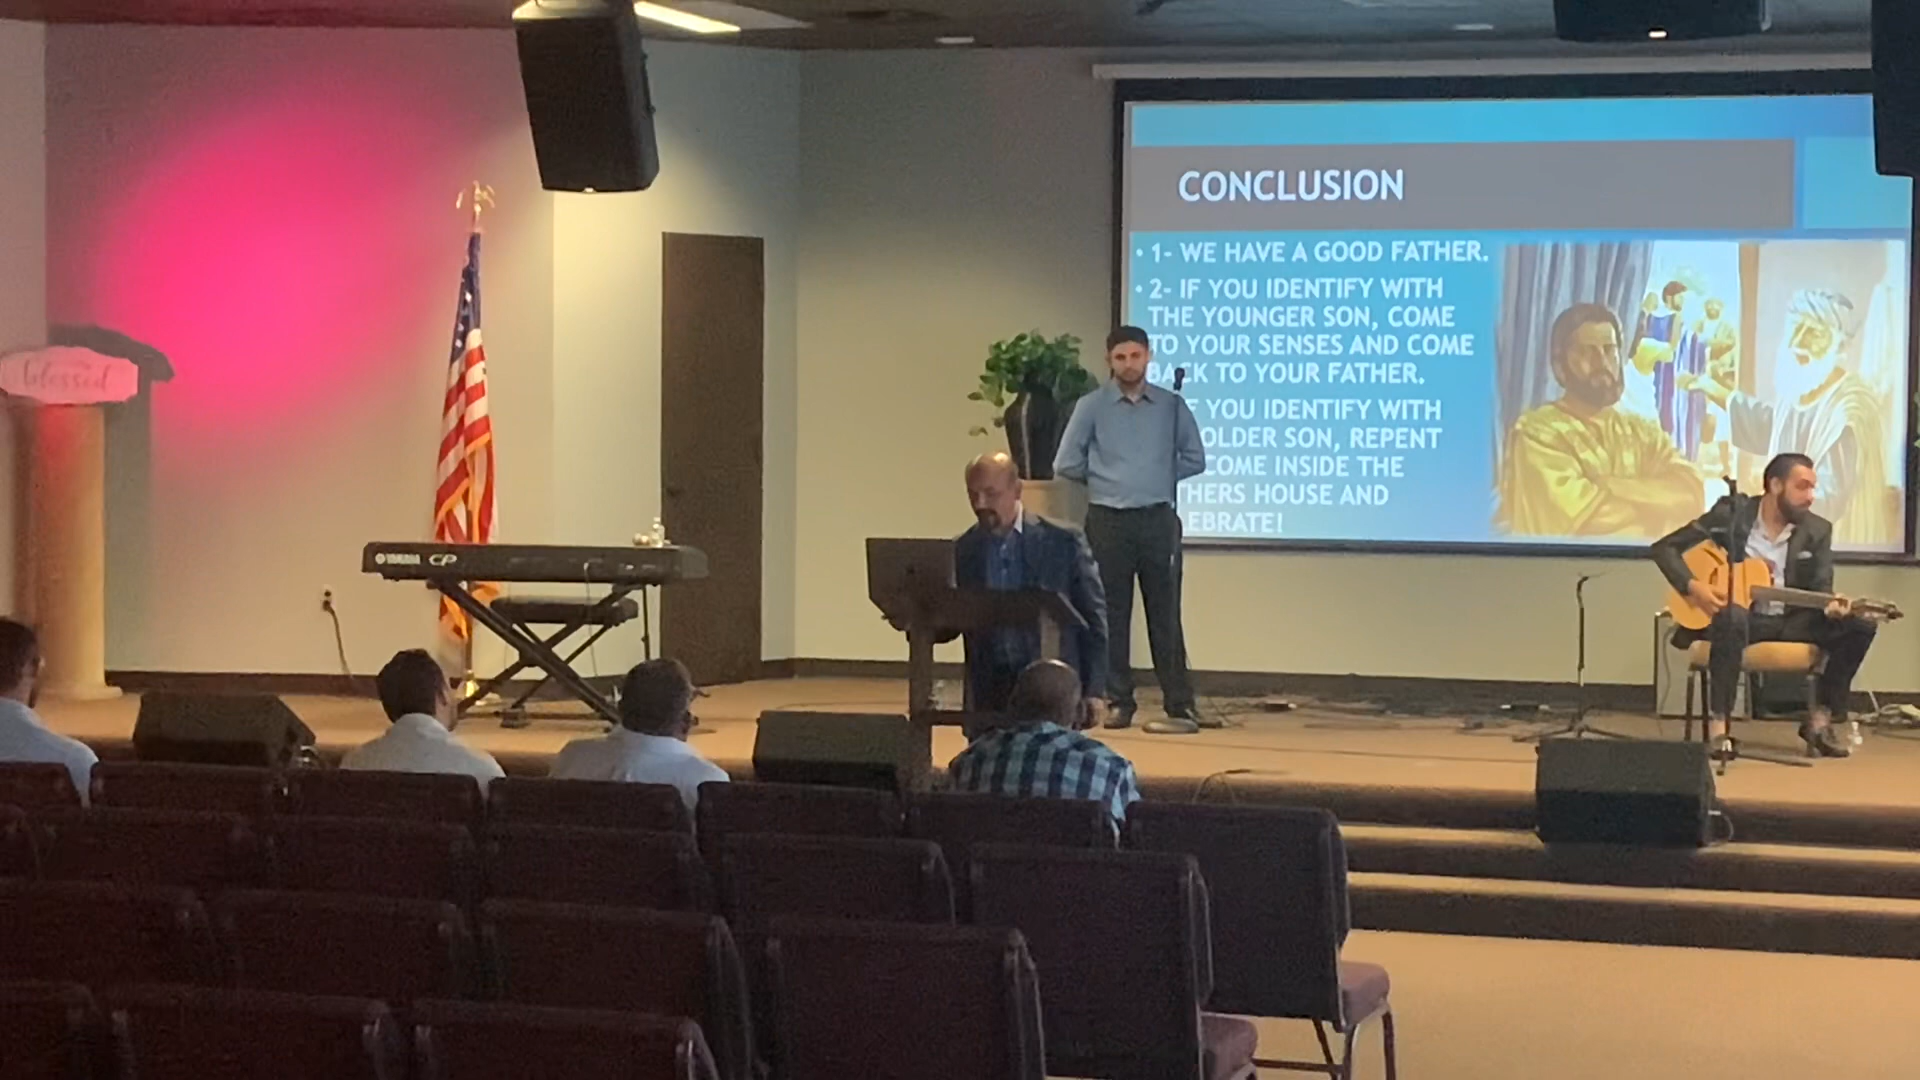 CONCLUSION
• 1- WE HAVE A GOOD FATHER.
• 2- IF YOU IDENTIFY WITH
THE YOUNGER SON, COME
TO YOUR SENSES AND COME
BACK TO YOUR FATHER.
F YOU IDENTIFY WITH
OLDER SON, REPENT
COME INSIDE THE
THERS HOUSE AND
EBRATE!
blessed
YAMAHA CP